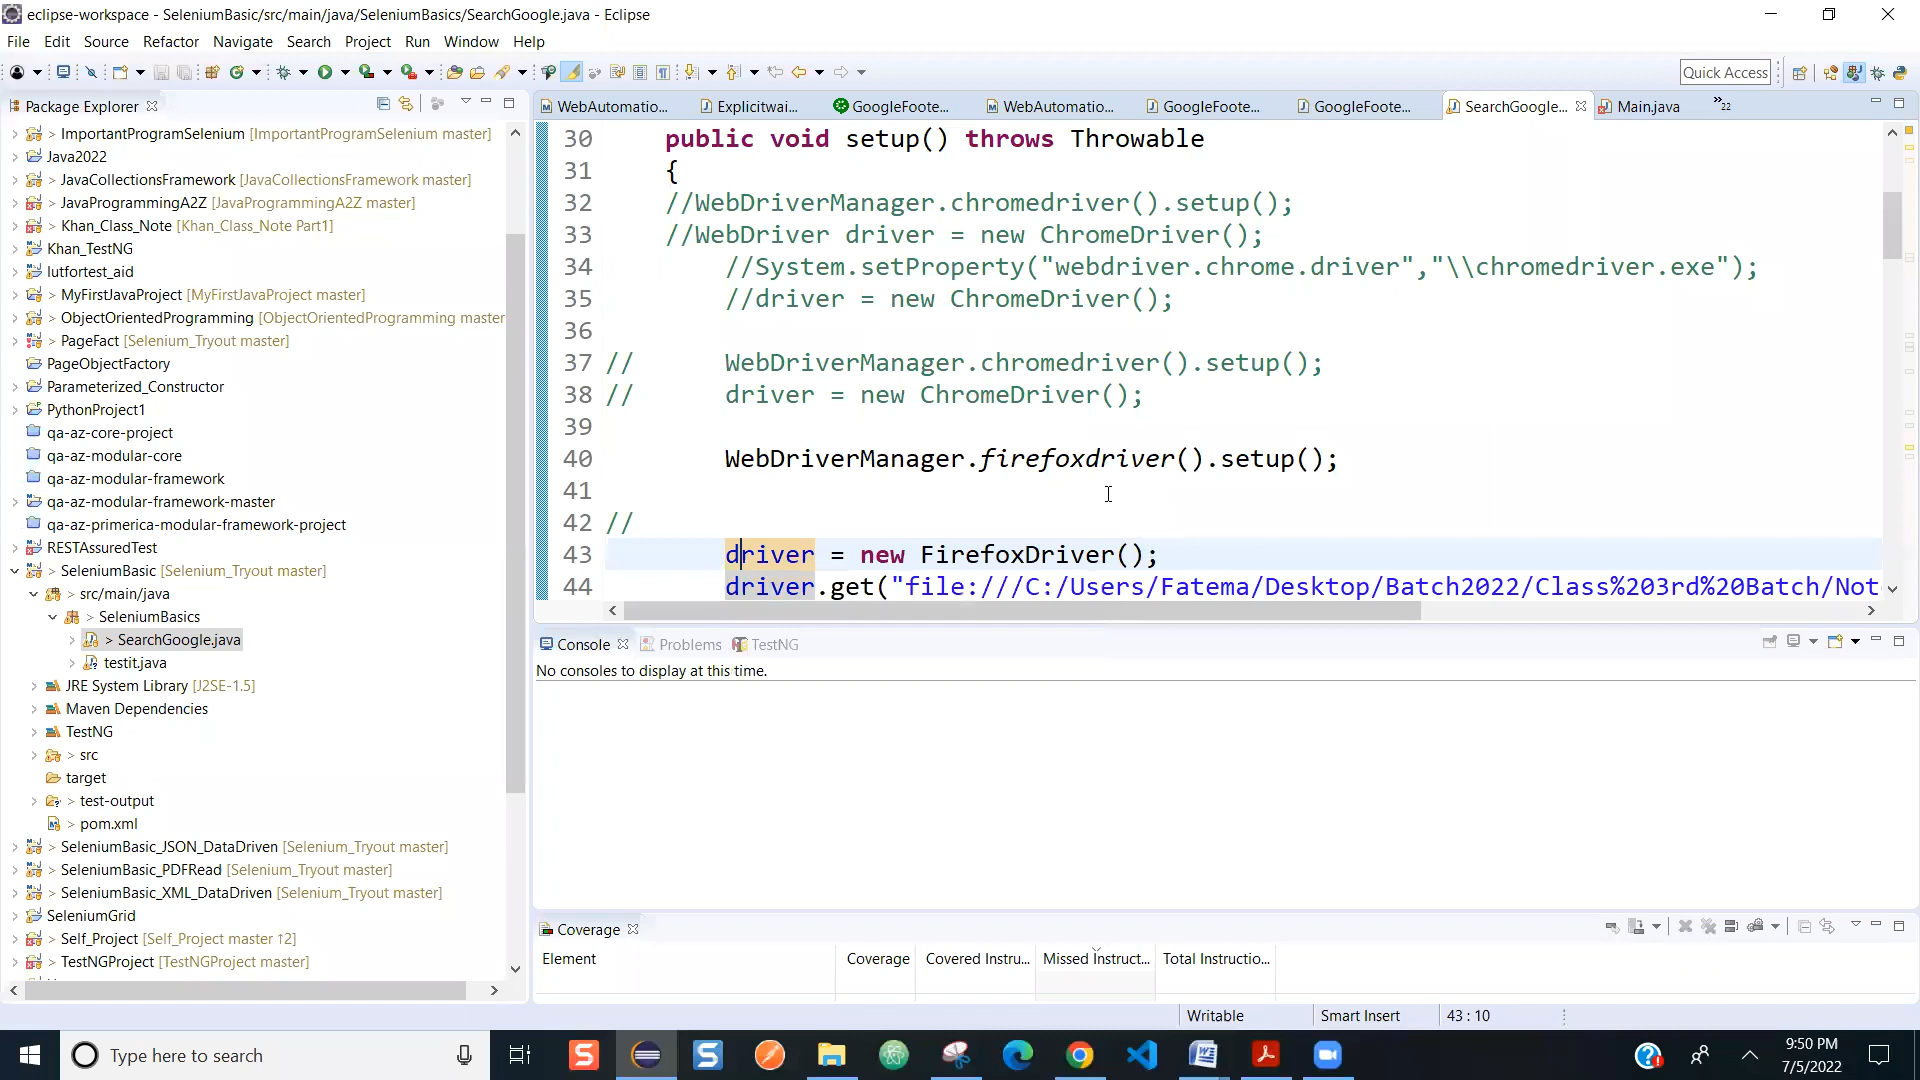 eclipse-workspace - SeleniumBasic/src/main/java/SeleniumBasics/SearchGoogle.java - Eclipse
File Edit Source Refactor Navigate Search Project Run Window Help
Quick Access
Package Explorer
> ImportantProgramSelenium [ImportantProgramSelenium master]
Java2022
> JavaCollectionsFramework [JavaCollectionsFramework master]
> JavaProgrammingA2Z [JavaProgrammingA2Z master]
> Khan_Class_Note [Khan_Class_Note Part1]
Khan_TestNG
lutfortest_aid
> MyFirstJavaProject [MyFirstJavaProject master]
> ObjectOrientedProgramming [ObjectOrientedProgramming master
> PageFact [Selenium_Tryout master]
PageObjectFactory
Parameterized_Constructor
PythonProject1
qa-az-core-project
qa-az-modular-core
qa-az-modular-framework
qa-az-modular-framework-master
qa-az-primerica-modular-framework-project
RESTAssuredTest
> SeleniumBasic [Selenium_Tryout master]
> src/main/java
> SeleniumBasics
> SearchGoogle.java
testit.java
JRE System Library [J2SE-1.5]
Maven Dependencies
TestNG
> src
target
> test-output
> pom.xml
> SeleniumBasic_JSON_DataDriven [Selenium_Tryout master]
> SeleniumBasic_PDFRead [Selenium_Tryout master]
> SeleniumBasic_XML_DataDriven [Selenium_Tryout master]
SeleniumGrid
> Self_Project [Self_Project master ↑2]
> TestNGProject [TestNGProject master]
WebAutomatio... Explicitwai... GoogleFoote... WebAutomatio... GoogleFoote... GoogleFoote... SearchGoogle... Main.java »22
30 public void setup() throws Throwable
31 {
32 //WebDriverManager.chromedriver().setup();
33 //WebDriver driver = new ChromeDriver();
34 //System.setProperty("webdriver.chrome.driver","\\chromedriver.exe");
35 //driver = new ChromeDriver();
36
37 // WebDriverManager.chromedriver().setup();
38 // driver = new ChromeDriver();
39
40 WebDriverManager.firefoxdriver().setup();
41
42 //
43 driver = new FirefoxDriver();
44 driver.get("file:///C:/Users/Fatema/Desktop/Batch2022/Class%203rd%20Batch/Not
Console Problems TestNG
No consoles to display at this time.
Coverage
Element Coverage Covered Instru... Missed Instruct... Total Instructio...
Writable Smart Insert 43 : 10
Type here to search
9:50 PM
7/5/2022